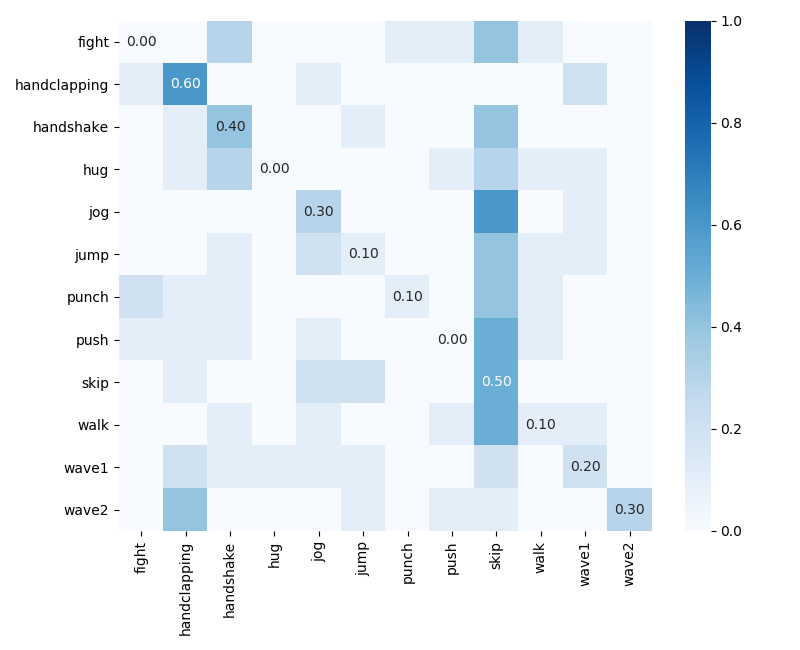 fight 0.00
handclapping 0.60
handshake 0.40
hug 0.00
jog 0.30
jump 0.10
punch 0.10
push 0.00
skip 0.50
walk 0.10
wave1 0.20
wave2 0.30
fight
handclapping
handshake
hug
jog
jump
punch
push
skip
walk
wave1
wave2
1.0
0.8
0.6
0.4
0.2
0.0